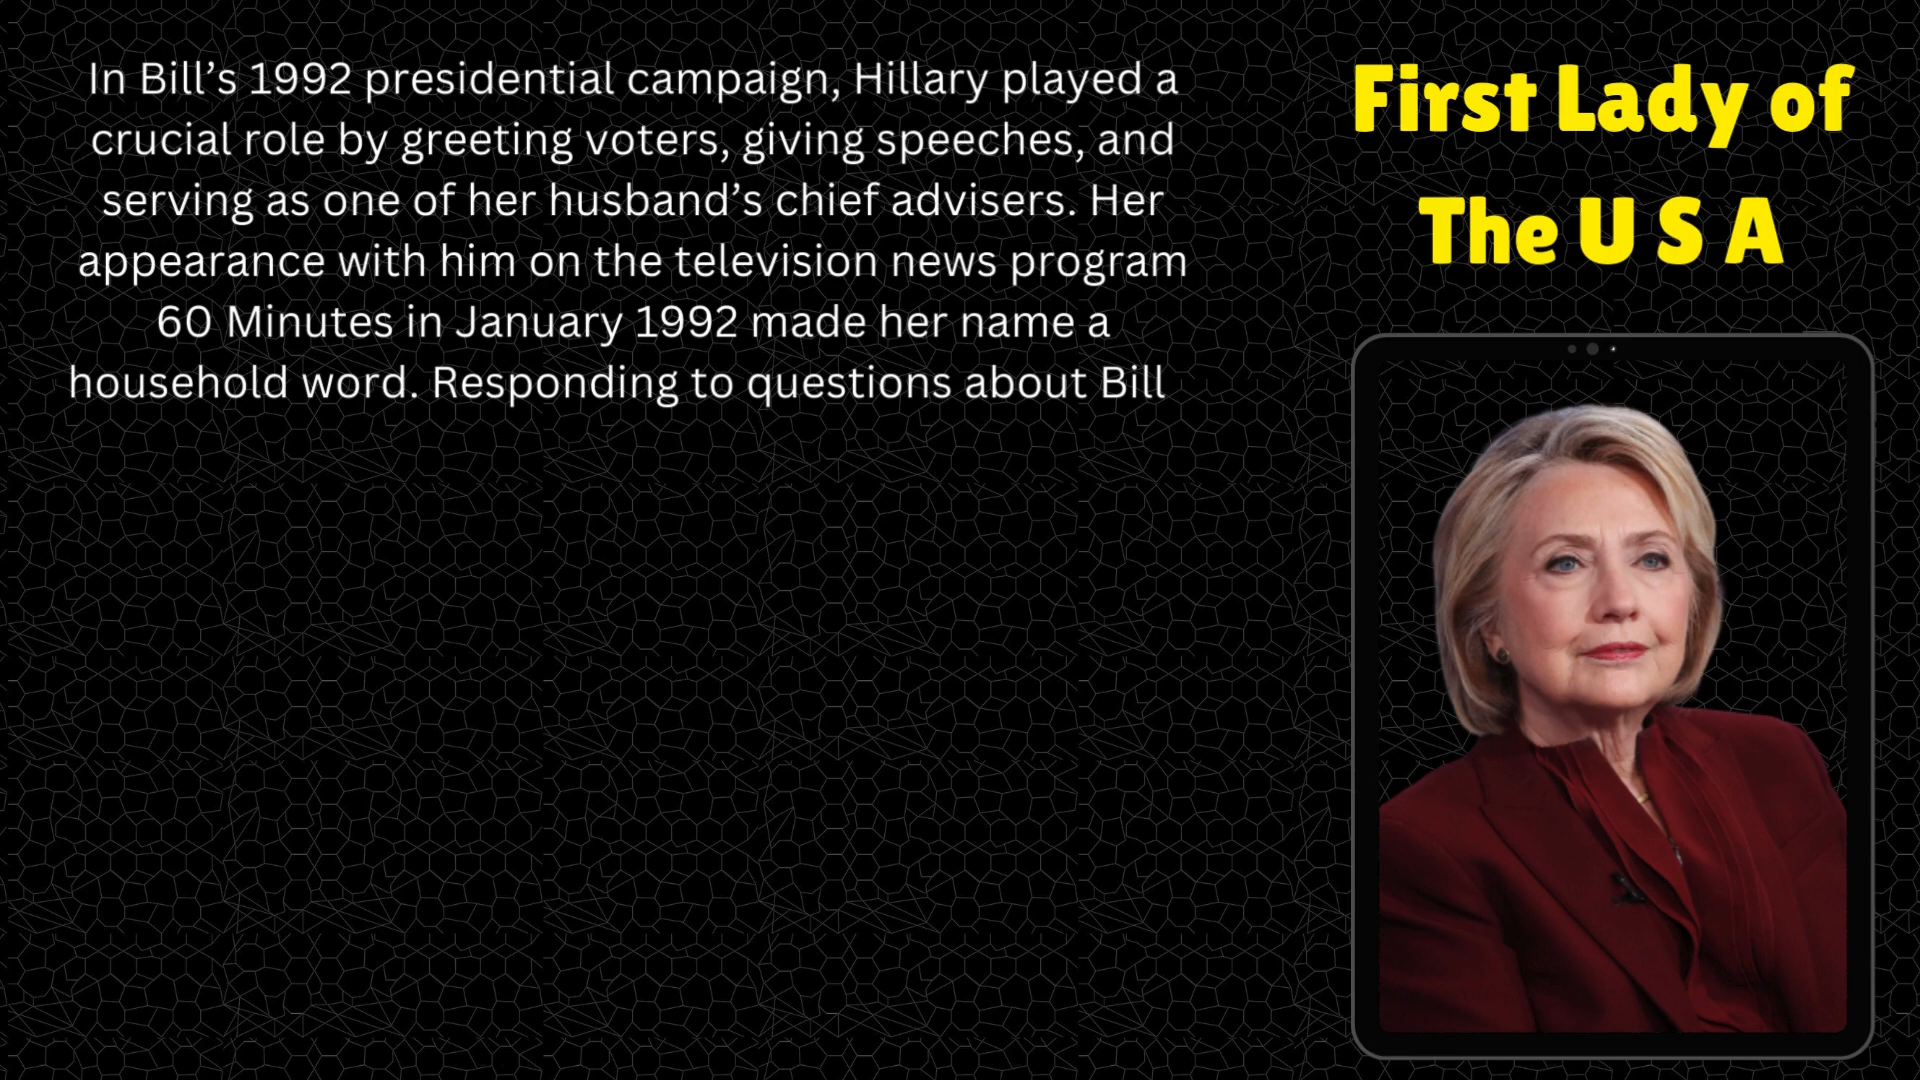 In Bill’s 1992 presidential campaign, Hillary played a
crucial role by greeting voters, giving speeches, and
serving as one of her husband’s chief advisers. Her
appearance with him on the television news program
60 Minutes in January 1992 made her name a
household word. Responding to questions about Bill
First Lady of
The U S A